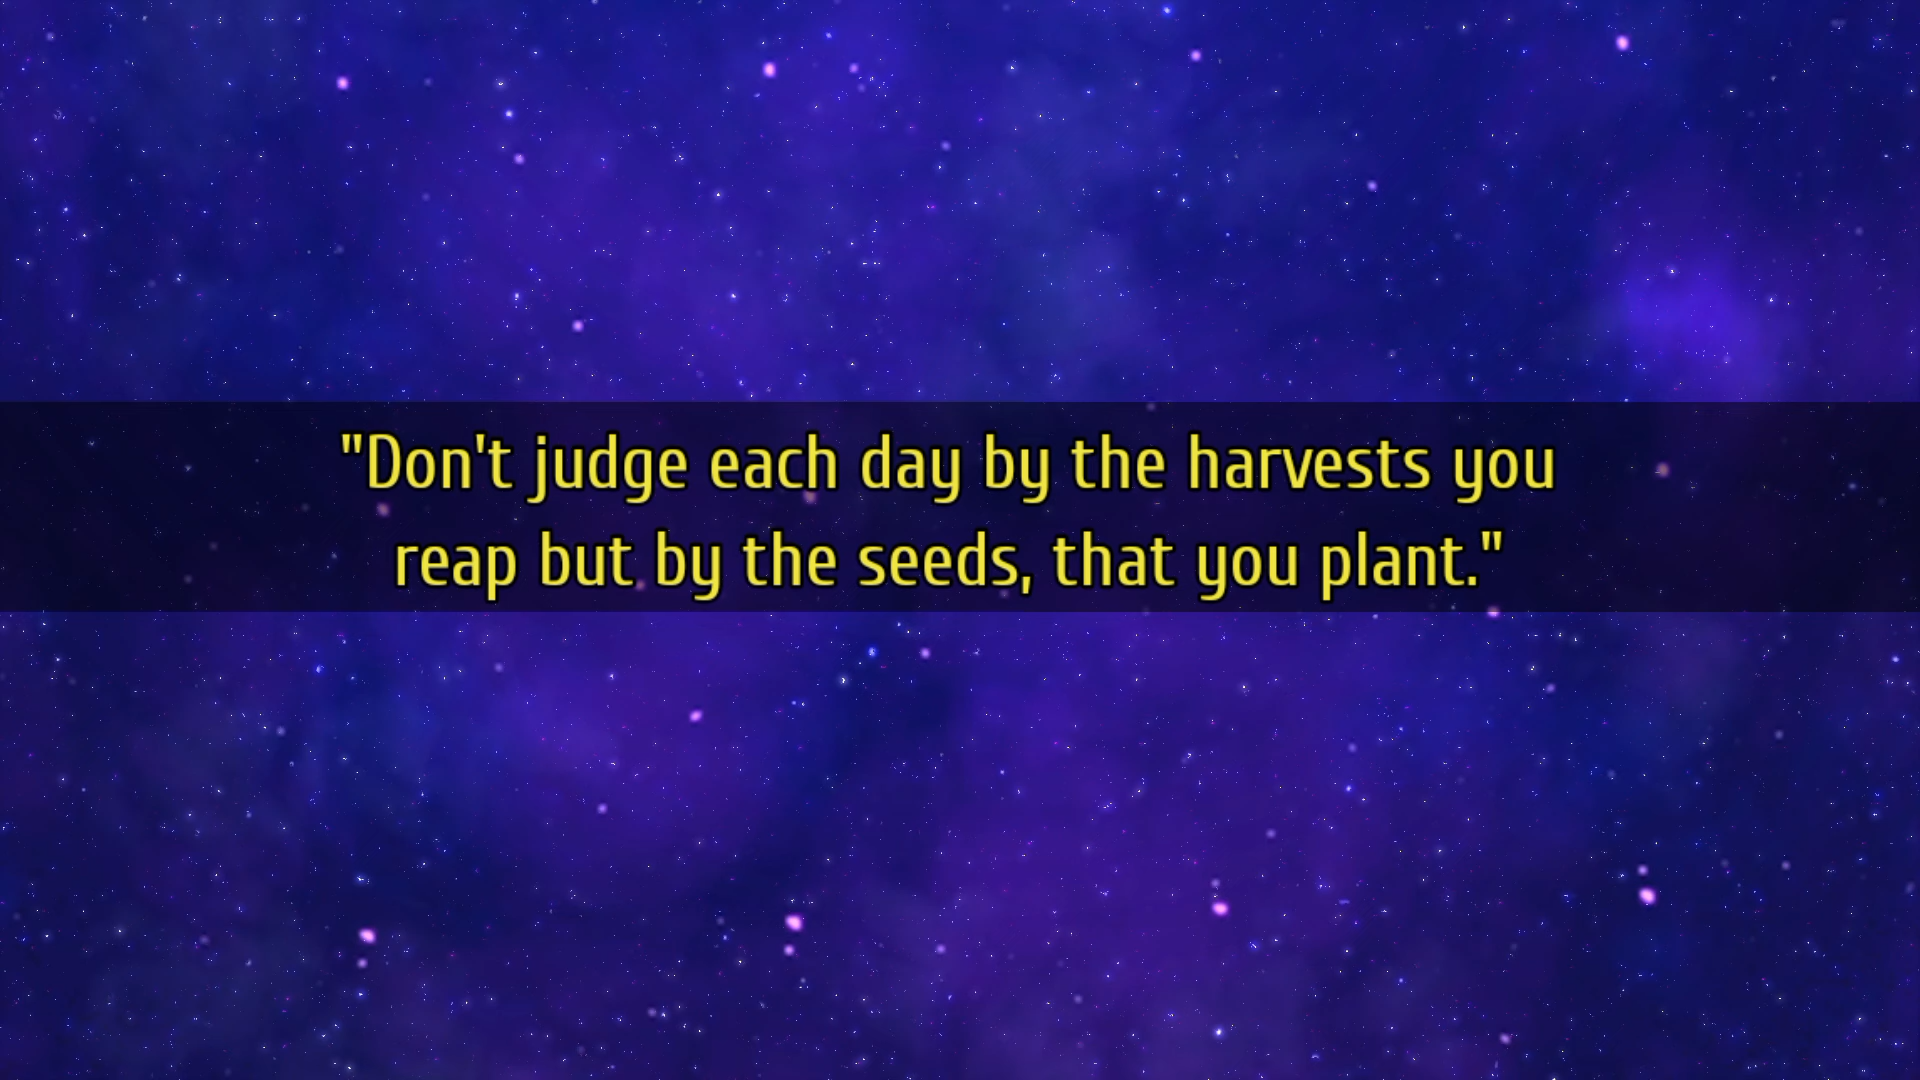 "Don't judge each day by the harvests you
reap but by the seeds, that you plant."